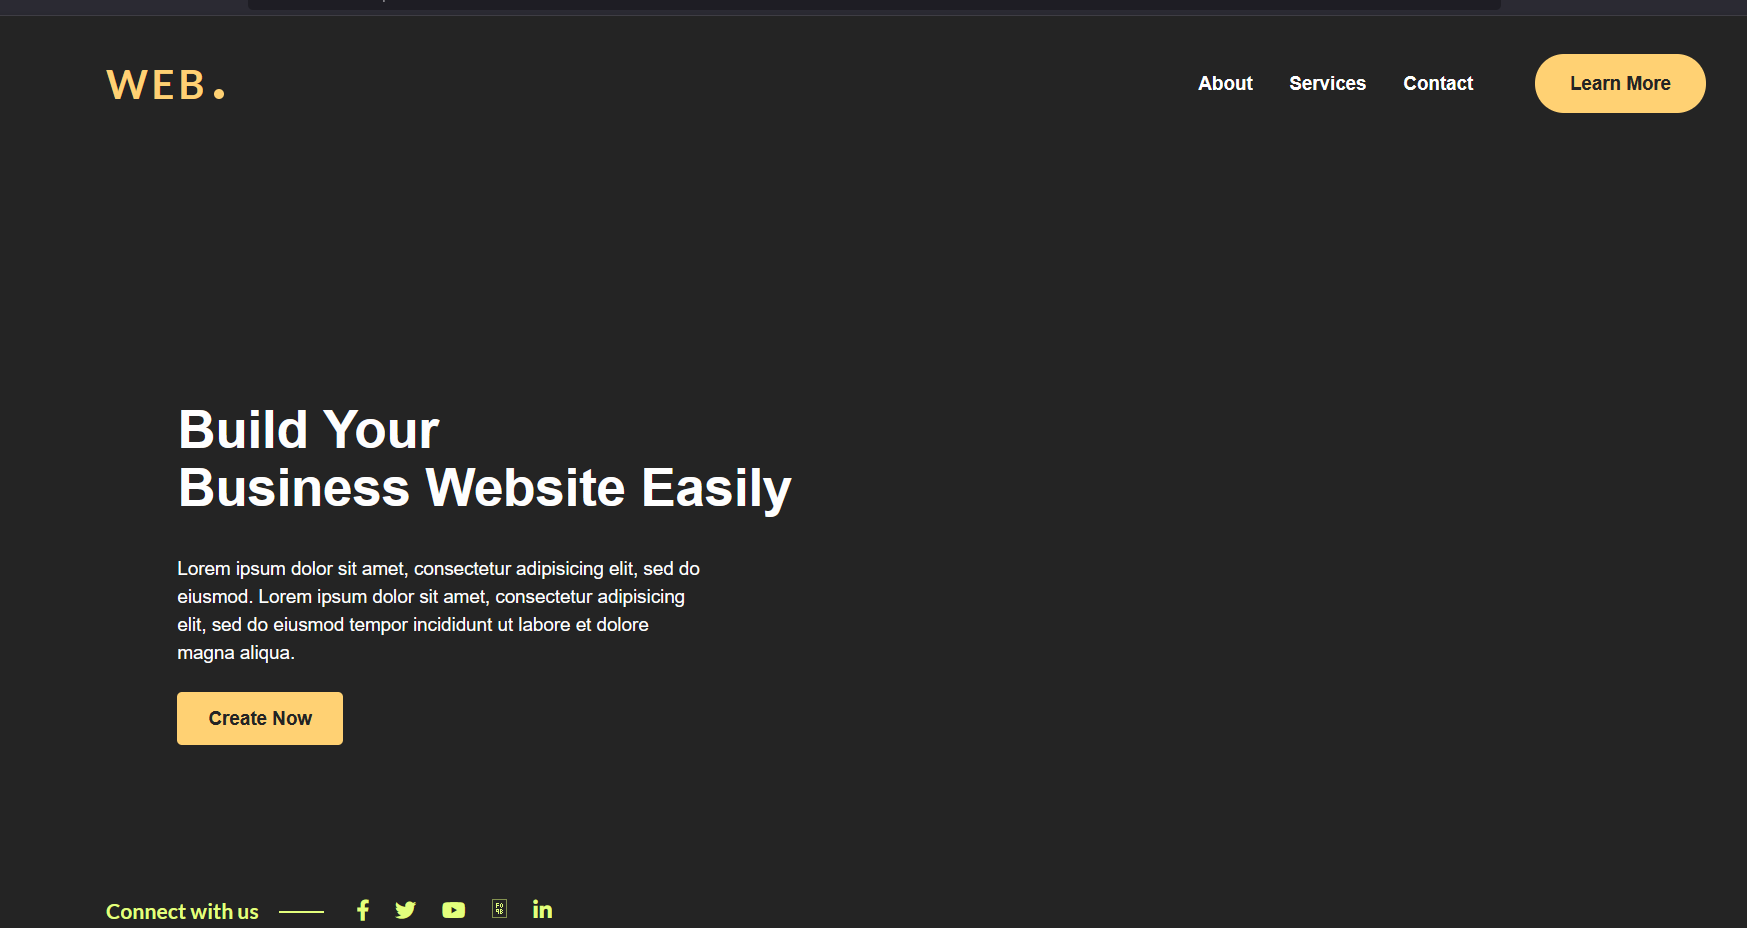 WEB.
About Services Contact Learn More
Build Your
Business Website Easily
Lorem ipsum dolor sit amet, consectetur adipisicing elit, sed do
eiusmod. Lorem ipsum dolor sit amet, consectetur adipisicing
elit, sed do eiusmod tempor incididunt ut labore et dolore
magna aliqua.
Create Now
Connect with us